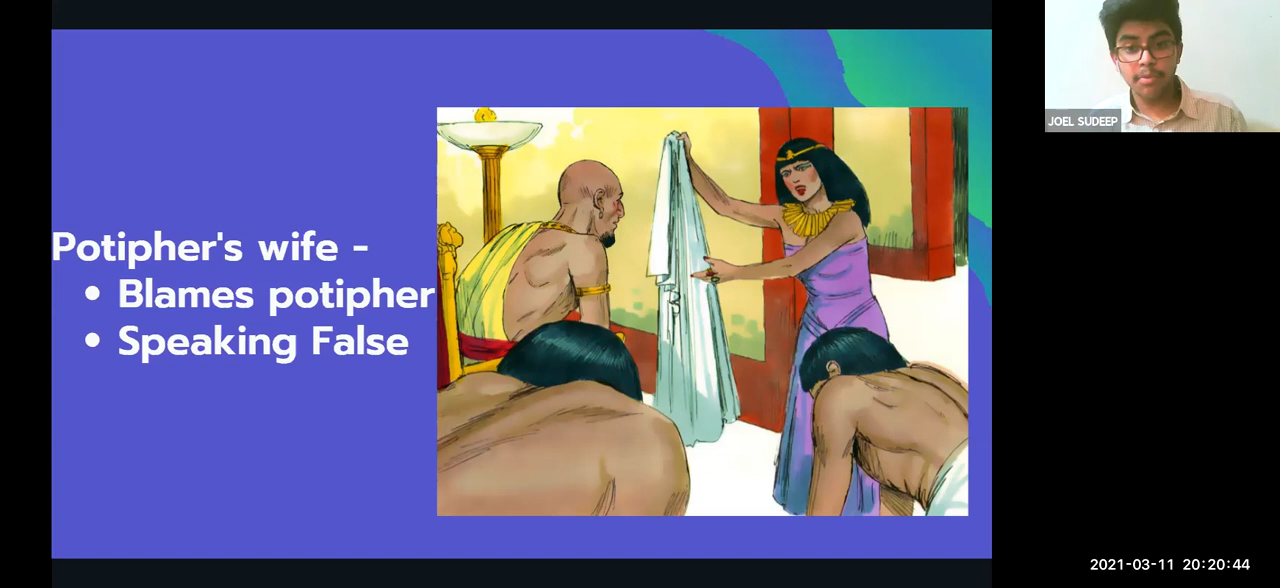 Potipher's wife -
• Blames potipher
• Speaking False
JOEL SUDEEP
2021-03-11 20:20:44